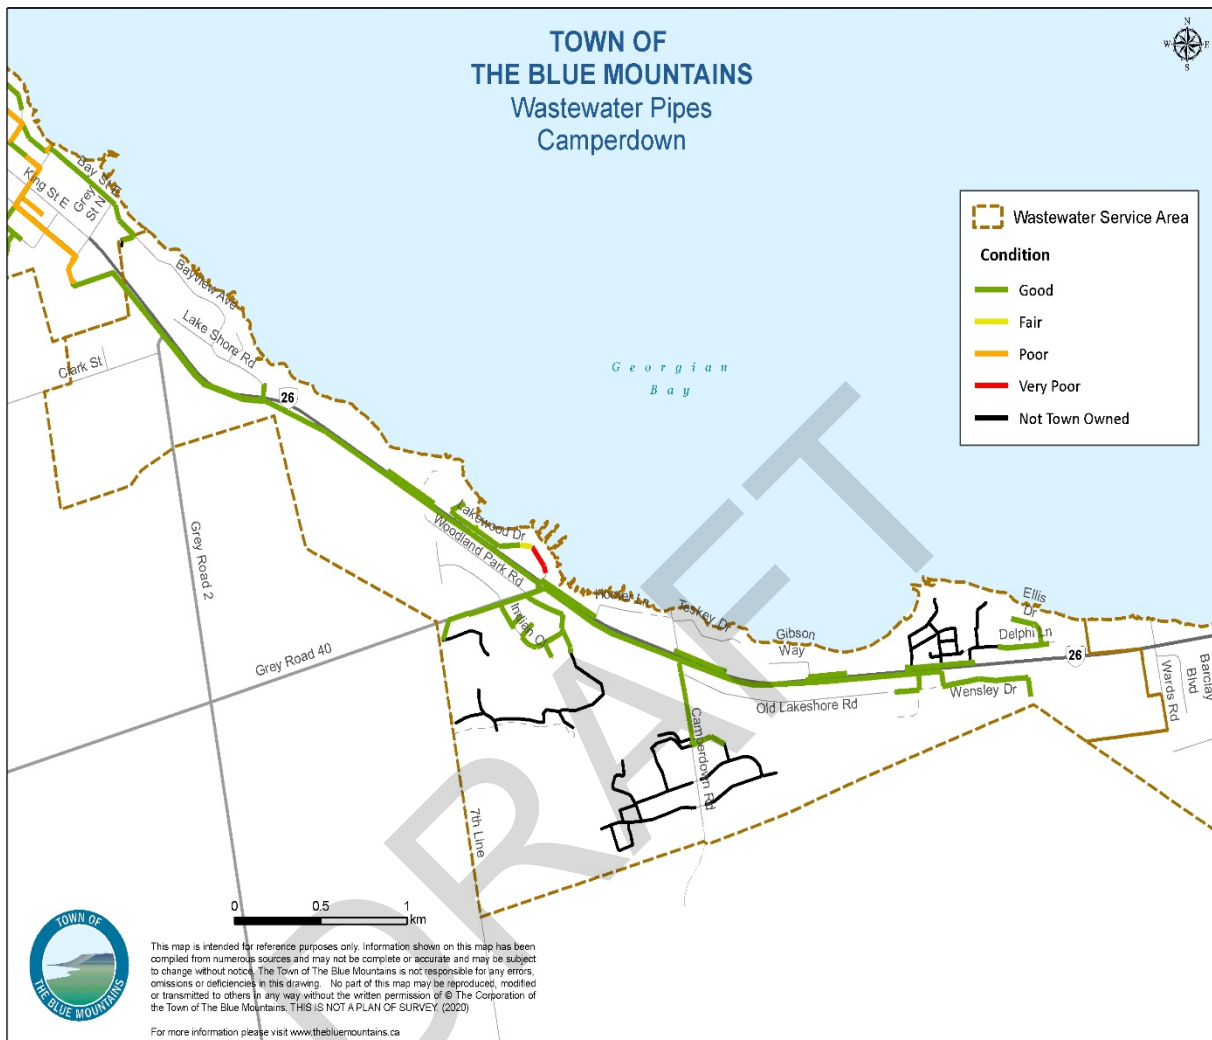 TOWN OF
THE BLUE MOUNTAINS
Wastewater Pipes
Camperdown
N
W E
S
Wastewater Service Area
Condition
Good
Fair
Poor
Very Poor
Not Town Owned
Bay St E
King St E
Grey
St N
Bayview Ave
Lake Shore Rd
Clark St
26
Georgian
Bay
Grey Road 2
Lakewood Dr
Woodland Park Rd
Indian Ci
Grey Road 40
Teskey Dr
Gibson
Way
Ellis
Dr
Delphi Ln
26
Wensley Dr
Old Lakeshore Rd
Wards Rd
Barclay
Blvd
Camperdown Rd
7th Line
DRAFT
0 0.5 1
km
TOWN OF
THE BLUE MOUNTAINS
This map is intended for reference purposes only. Information shown on this map has been
compiled from numerous sources and may not be complete or accurate and may be subject
to change without notice. The Town of The Blue Mountains is not responsible for any errors,
omissions or deficiencies in this drawing. No part of this map may be reproduced, modified
or transmitted to others in any way without the written permission of © The Corporation of
the Town of The Blue Mountains. THIS IS NOT A PLAN OF SURVEY. (2020)
For more information please visit www.thebluemountains.ca